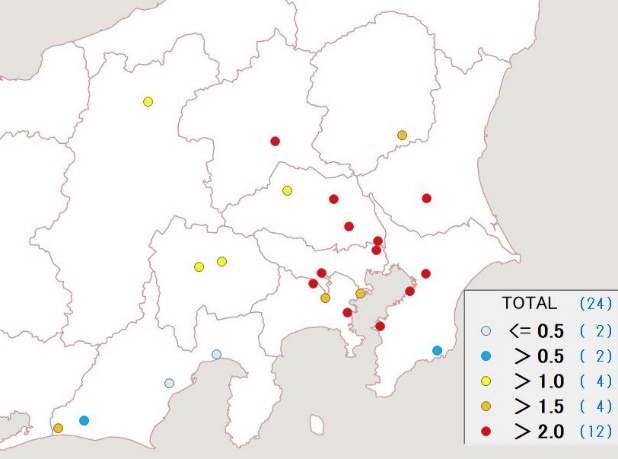 TOTAL (24)
<= 0.5 ( 2)
> 0.5 ( 2)
> 1.0 ( 4)
> 1.5 ( 4)
> 2.0 (12)